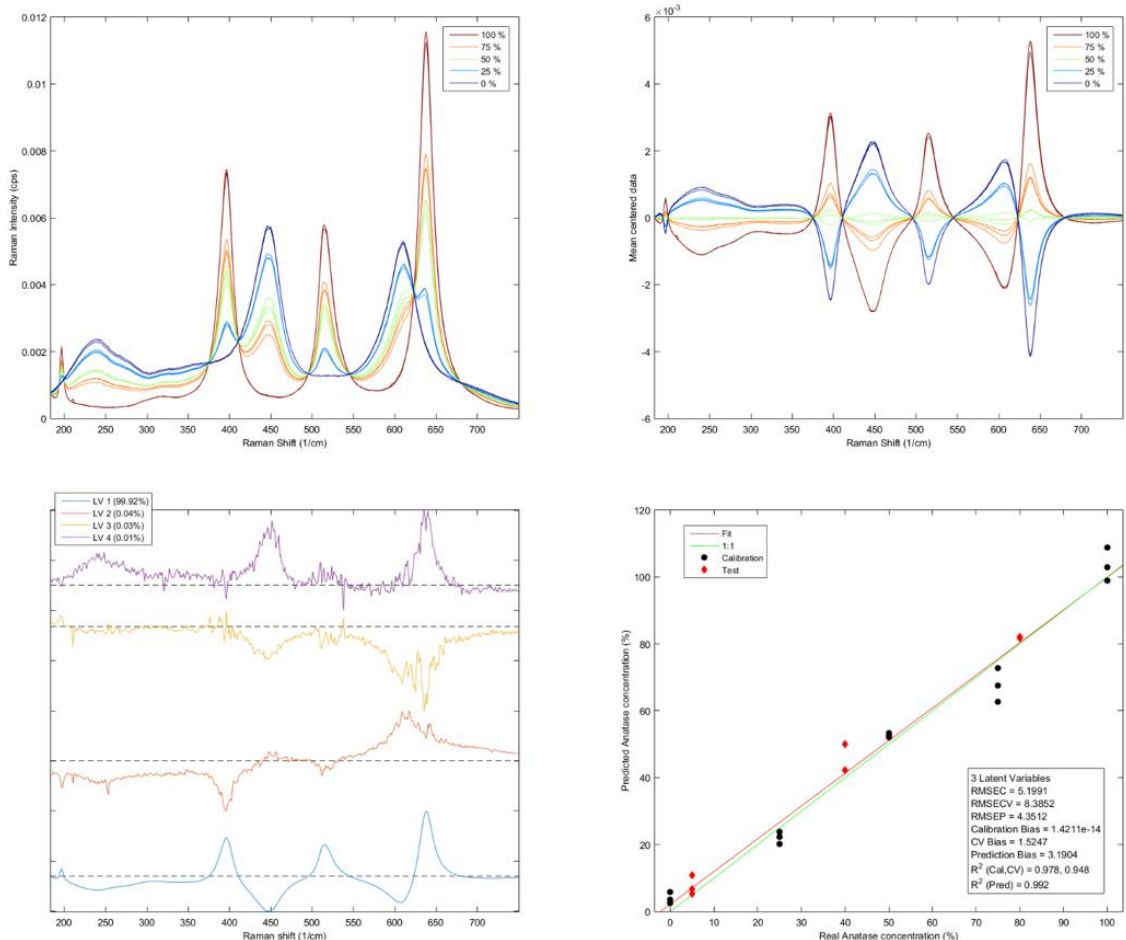 0.012
0.01
0.008
0.006
0.004
0.002
0
Raman Intensity (cps)
200 250 300 350 400 450 500 550 600 650 700
Raman Shift (1/cm)
100 %
75 %
50 %
25 %
0 %
×10⁻³
6
4
2
0
-2
-4
-6
Mean centered data
200 250 300 350 400 450 500 550 600 650 700
Raman Shift (1/cm)
100 %
75 %
50 %
25 %
0 %
LV 1 (99.92%)
LV 2 (0.04%)
LV 3 (0.03%)
LV 4 (0.01%)
200 250 300 350 400 450 500 550 600 650 700
Raman shift (1/cm)
120
100
80
60
40
20
0
Predicted Anatase concentration (%)
0 10 20 30 40 50 60 70 80 90 100
Real Anatase concentration (%)
Fit
1:1
Calibration
Test
3 Latent Variables
RMSEC = 5.1991
RMSECV = 8.3852
RMSEP = 4.3512
Calibration Bias = 1.4211e-14
CV Bias = 1.5247
Prediction Bias = 3.1904
R² (Cal,CV) = 0.978, 0.948
R² (Pred) = 0.992